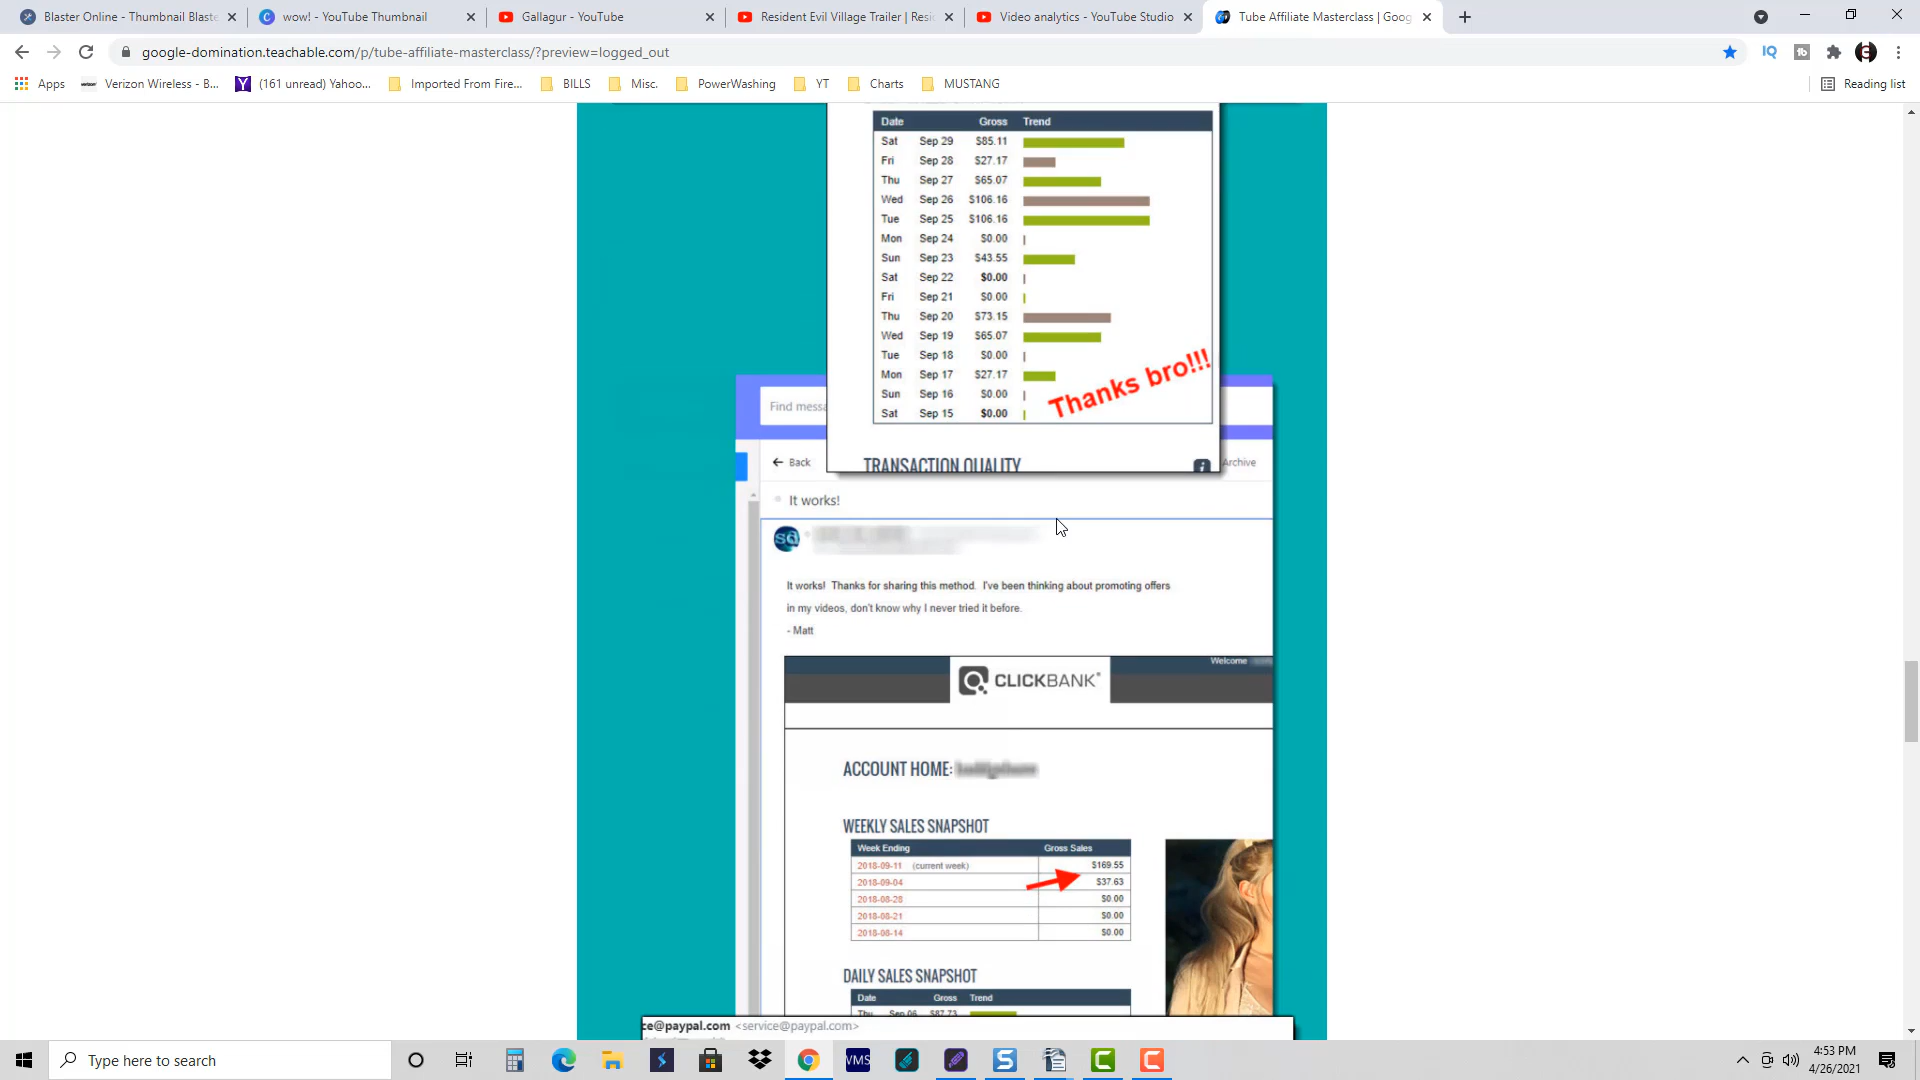 Blaster Online - Thumbnail Blaste
wow! - YouTube Thumbnail
Gallagur - YouTube
Resident Evil Village Trailer | Resi
Video analytics - YouTube Studio
Tube Affiliate Masterclass | Goog
google-domination.teachable.com/p/tube-affiliate-masterclass/?preview=logged_out
Apps
Verizon Wireless - B...
(161 unread) Yahoo...
Imported From Fire...
BILLS
Misc.
PowerWashing
YT
Charts
MUSTANG
Reading list
Date Gross Trend
Sat Sep 29 $85.11
Fri Sep 28 $27.17
Thu Sep 27 $65.07
Wed Sep 26 $106.16
Tue Sep 25 $106.16
Mon Sep 24 $0.00
Sun Sep 23 $43.55
Sat Sep 22 $0.00
Fri Sep 21 $0.00
Thu Sep 20 $73.15
Wed Sep 19 $65.07
Tue Sep 18 $0.00
Mon Sep 17 $27.17
Sun Sep 16 $0.00
Sat Sep 15 $0.00
Thanks bro!!!
Find messa
Back
TRANSACTION QUALITY
Archive
It works!
sd
It works! Thanks for sharing this method. I've been thinking about promoting offers
in my videos, don't know why I never tried it before.
- Matt
Welcome
CLICKBANK
ACCOUNT HOME:
WEEKLY SALES SNAPSHOT
Week Ending Gross Sales
2018-09-11 (current week) $169.55
2018-09-04 $37.63
2018-08-28 $0.00
2018-08-21 $0.00
2018-08-14 $0.00
DAILY SALES SNAPSHOT
Date Gross Trend
Thu Sep 06 $87.73
ce@paypal.com <service@paypal.com>
Type here to search
VMS
4:53 PM
4/26/2021